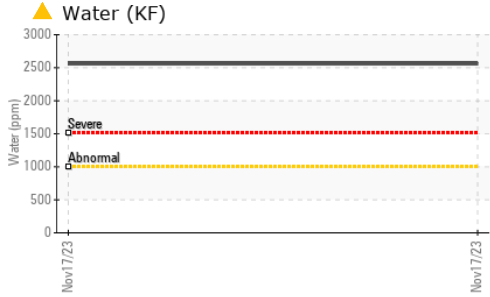 Water (KF)
3000
2500
2000
1500
1000
500
0
Water (ppm)
Severe
Abnormal
Nov17/23
Nov17/23